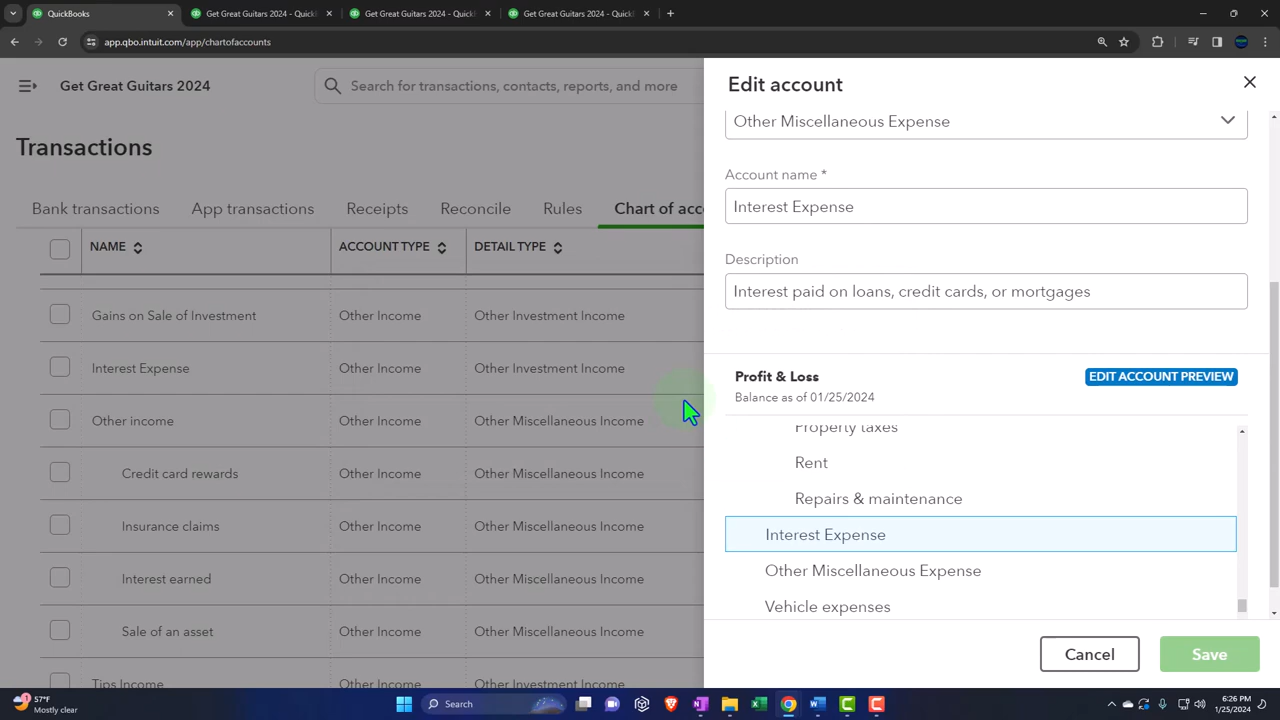 QuickBooks
Get Great Guitars 2024 - QuickB
Get Great Guitars 2024 - QuickB
Get Great Guitars 2024 - QuickB
app.qbo.intuit.com/app/chartofaccounts
Get Great Guitars 2024
Search for transactions, contacts, reports, and more
Transactions
Bank transactions App transactions Receipts Reconcile Rules Chart of acco
NAME ACCOUNT TYPE DETAIL TYPE
Gains on Sale of Investment Other Income Other Investment Income
Interest Expense Other Income Other Investment Income
Other income Other Income Other Miscellaneous Income
Credit card rewards Other Income Other Miscellaneous Income
Insurance claims Other Income Other Miscellaneous Income
Interest earned Other Income Other Miscellaneous Income
Sale of an asset Other Income Other Miscellaneous Income
Tips Income Other Income Other Miscellaneous Income
Edit account
Other Miscellaneous Expense
Account name *
Interest Expense
Description
Interest paid on loans, credit cards, or mortgages
Profit & Loss
EDIT ACCOUNT PREVIEW
Balance as of 01/25/2024
Property taxes
Rent
Repairs & maintenance
Interest Expense
Other Miscellaneous Expense
Vehicle expenses
Cancel Save
57°F
Mostly clear
Search
6:26 PM